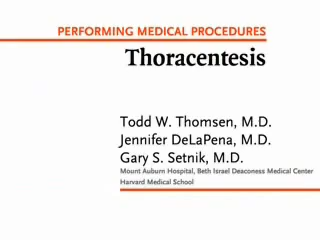 PERFORMING MEDICAL PROCEDURES
Thoracentesis
Todd W. Thomsen, M.D.
Jennifer DeLaPena, M.D.
Gary S. Setnik, M.D.
Mount Auburn Hospital, Beth Israel Deaconess Medical Center
Harvard Medical School